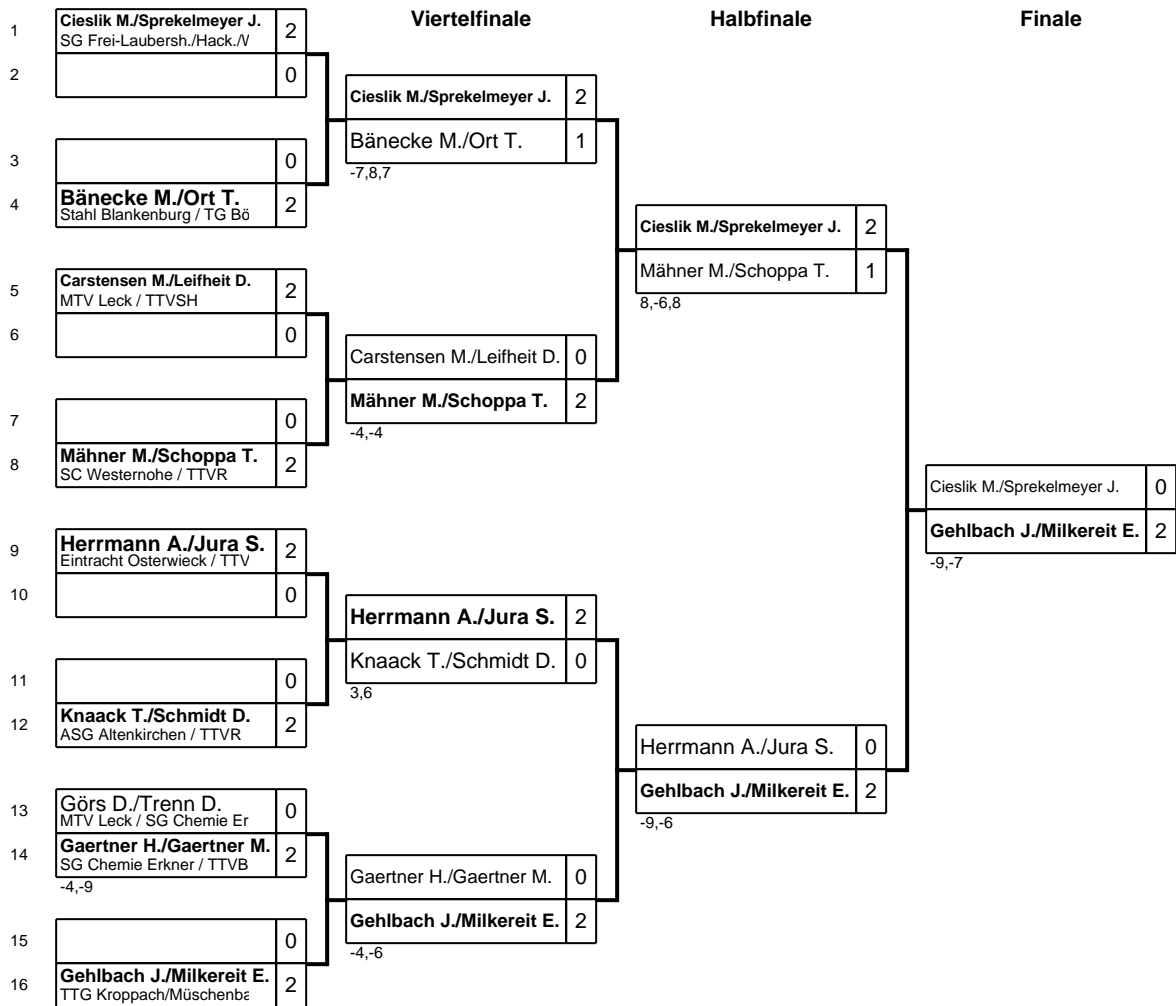 Viertelfinale
Halbfinale
Finale
1
Cieslik M./Sprekelmeyer J.
2
SG Frei-Laubersh./Hack./
2
0
3
0
4
Bänecke M./Ort T.
2
Stahl Blankenburg / TG Bö
5
Carstensen M./Leifheit D.
2
MTV Leck / TTVSH
6
0
7
0
8
Mähner M./Schoppa T.
2
SC Westernohe / TTVR
9
Herrmann A./Jura S.
2
Eintracht Osterwieck / TTV
10
0
11
0
12
Knaack T./Schmidt D.
2
ASG Altenkirchen / TTVR
13
Görs D./Trenn D.
0
MTV Leck / SG Chemie Er
14
Gaertner H./Gaertner M.
2
SG Chemie Erkner / TTVB
-4,-9
15
0
16
Gehlbach J./Milkereit E.
2
TTG Kroppach/Müschenba
Cieslik M./Sprekelmeyer J.
2
Bänecke M./Ort T.
1
-7,8,7
Carstensen M./Leifheit D.
0
Mähner M./Schoppa T.
2
-4,-4
Herrmann A./Jura S.
2
Knaack T./Schmidt D.
0
3,6
Gaertner H./Gaertner M.
0
Gehlbach J./Milkereit E.
2
-4,-6
Cieslik M./Sprekelmeyer J.
2
Mähner M./Schoppa T.
1
8,-6,8
Herrmann A./Jura S.
0
Gehlbach J./Milkereit E.
2
-9,-6
Cieslik M./Sprekelmeyer J.
0
Gehlbach J./Milkereit E.
2
-9,-7